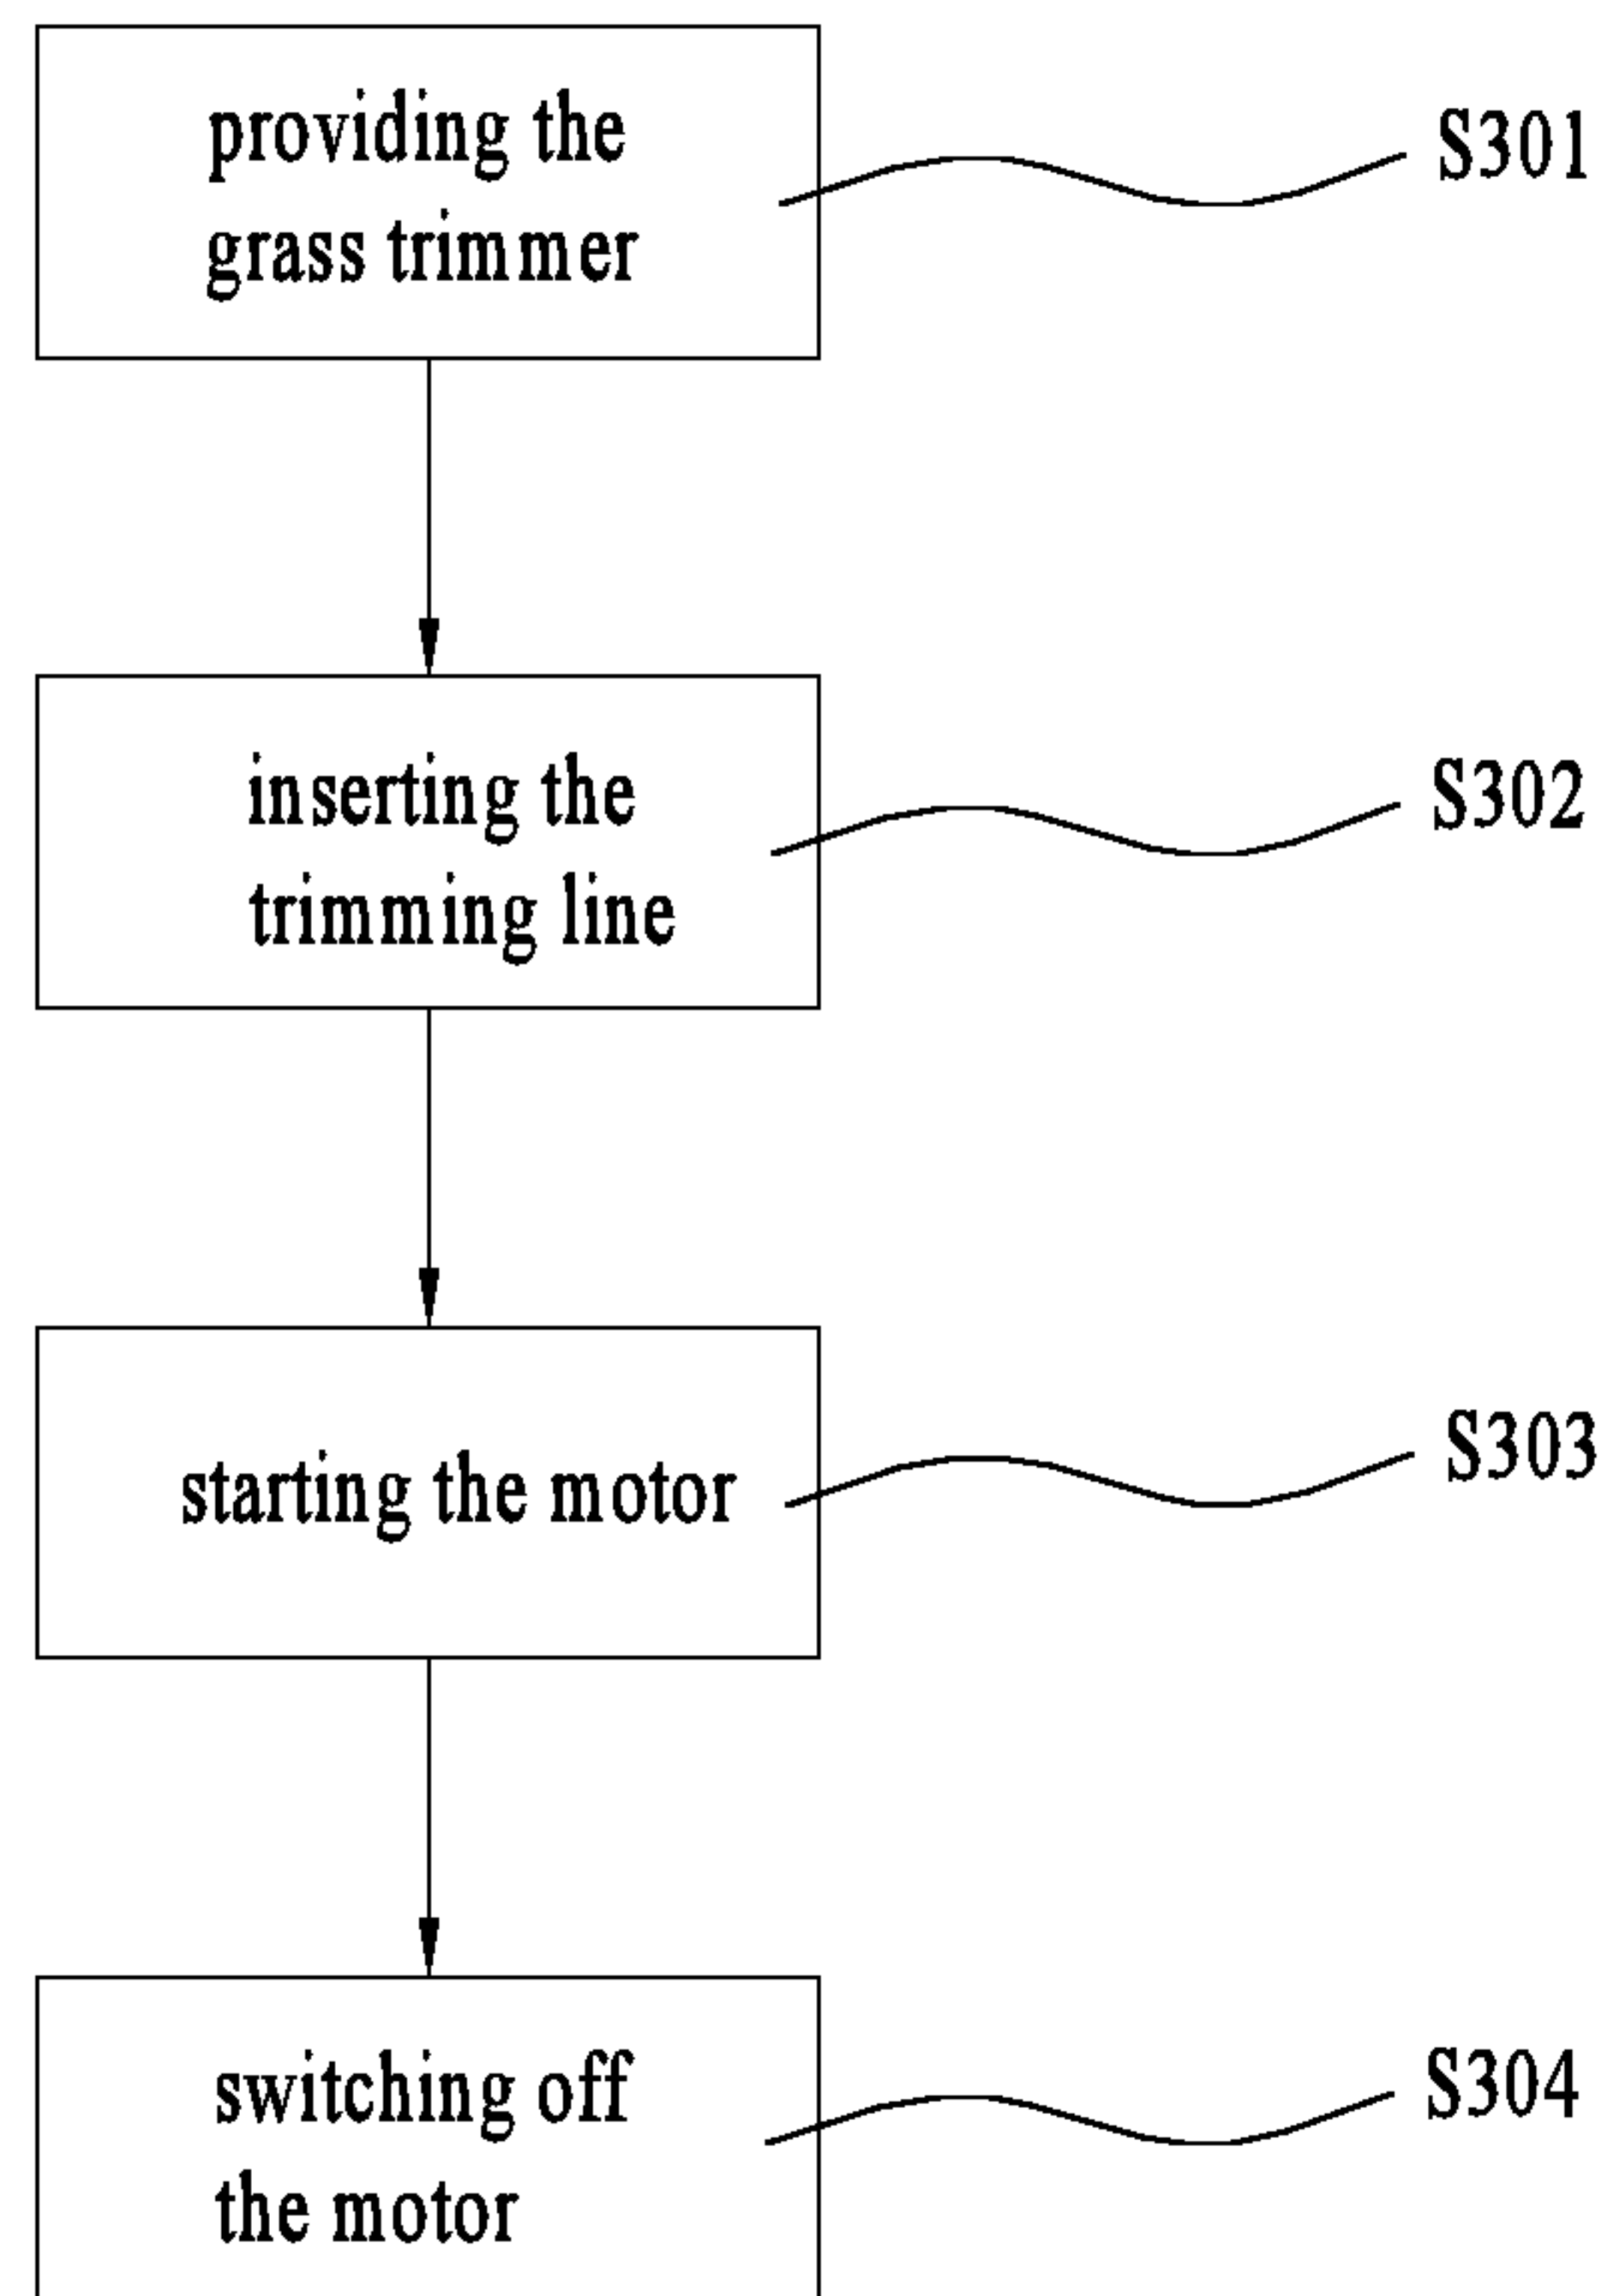 providing the
grass trimmer
S301
inserting the
trimming line
S302
starting the motor
S303
switching off
the motor
S304